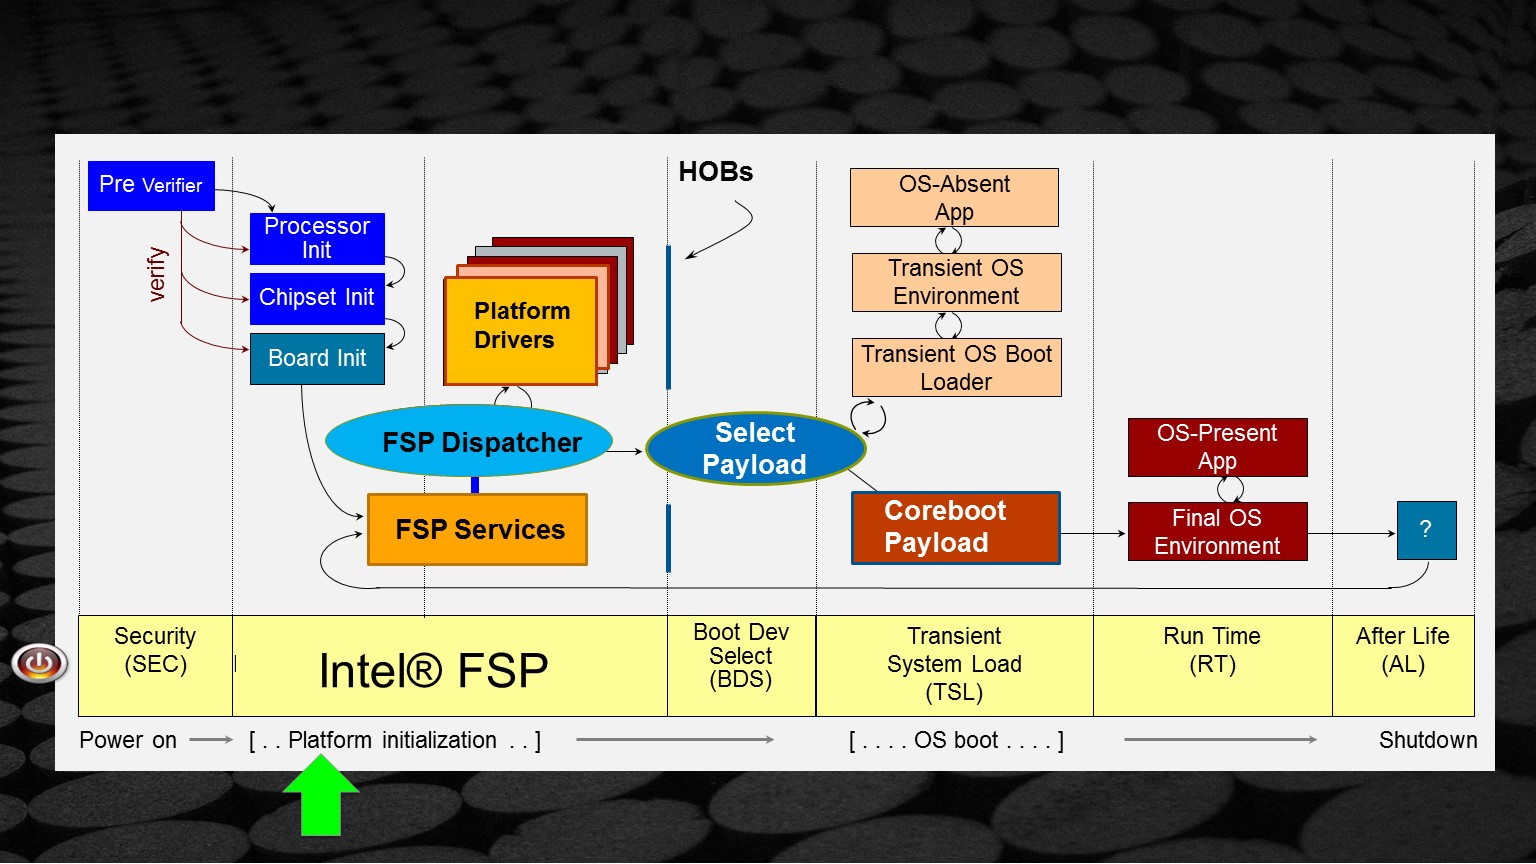 HOBs
Pre Verifier
verify
Processor
Init
Chipset Init
Board Init
Platform
Drivers
FSP Dispatcher
FSP Services
Select
Payload
OS-Absent
App
Transient OS
Environment
Transient OS Boot
Loader
Coreboot
Payload
OS-Present
App
Final OS
Environment
?
Security
(SEC)
Intel® FSP
Boot Dev
Select
(BDS)
Transient
System Load
(TSL)
Run Time
(RT)
After Life
(AL)
Power on
[ . . Platform initialization . . ]
[ . . . . OS boot . . . . ]
Shutdown